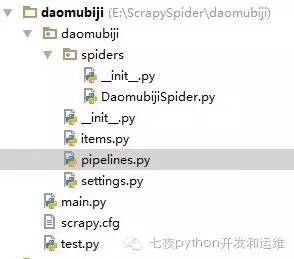 daomubiji (E:\ScrapySpider\daomubiji)
daomubiji
spiders
__init__.py
DaomubijiSpider.py
__init__.py
items.py
pipelines.py
settings.py
main.py
scrapy.cfg
test.py
七夜python开发和运维